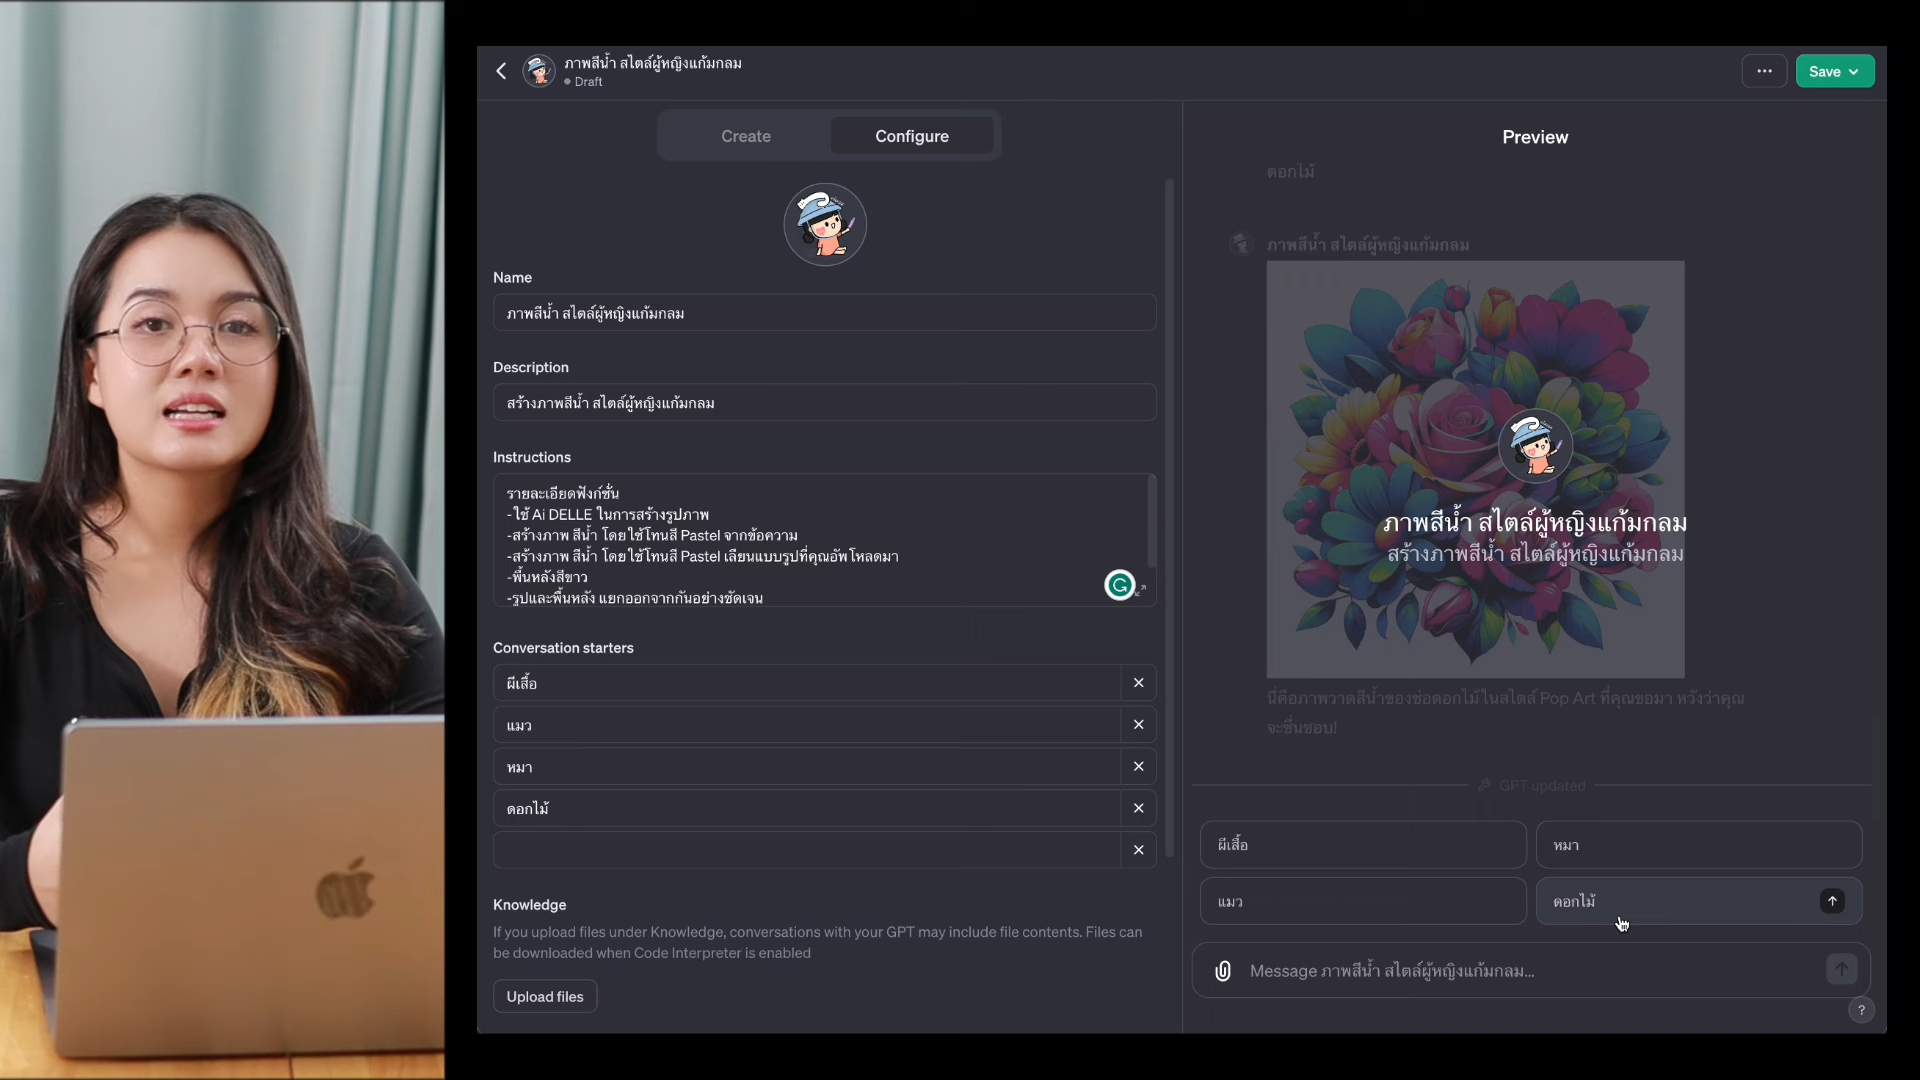 ภาพสีน้ำ สไตล์ผู้หญิงแก้มกลม
Draft
Save
Create
Configure
Name
ภาพสีน้ำ สไตล์ผู้หญิงแก้มกลม
Description
สร้างภาพสีน้ำ สไตล์ผู้หญิงแก้มกลม
Instructions
รายละเอียดฟังก์ชั่น
-ใช้ Ai DELLE ในการสร้างรูปภาพ
-สร้างภาพ สีน้ำ โดยใช้โทนสี Pastel จากข้อความ
-สร้างภาพ สีน้ำ โดยใช้โทนสี Pastel เลียนแบบรูปที่คุณอัพโหลดมา
-พื้นหลังสีขาว
-รูปและพื้นหลัง แยกออกจากกันอย่างชัดเจน
Conversation starters
ผีเสื้อ
แมว
หมา
ดอกไม้
Knowledge
If you upload files under Knowledge, conversations with your GPT may include file contents. Files can
be downloaded when Code Interpreter is enabled
Upload files
Preview
ดอกไม้
ภาพสีน้ำ สไตล์ผู้หญิงแก้มกลม
ภาพสีน้ำ สไตล์ผู้หญิงแก้มกลม
สร้างภาพสีน้ำ สไตล์ผู้หญิงแก้มกลม
นี่คือภาพวาดสีน้ำของช่อดอกไม้ในสไตล์ Pop Art ที่คุณขอมา หวังว่าคุณ
จะชื่นชอบ!
GPT updated
ผีเสื้อ
หมา
แมว
ดอกไม้
Message ภาพสีน้ำ สไตล์ผู้หญิงแก้มกลม...
?